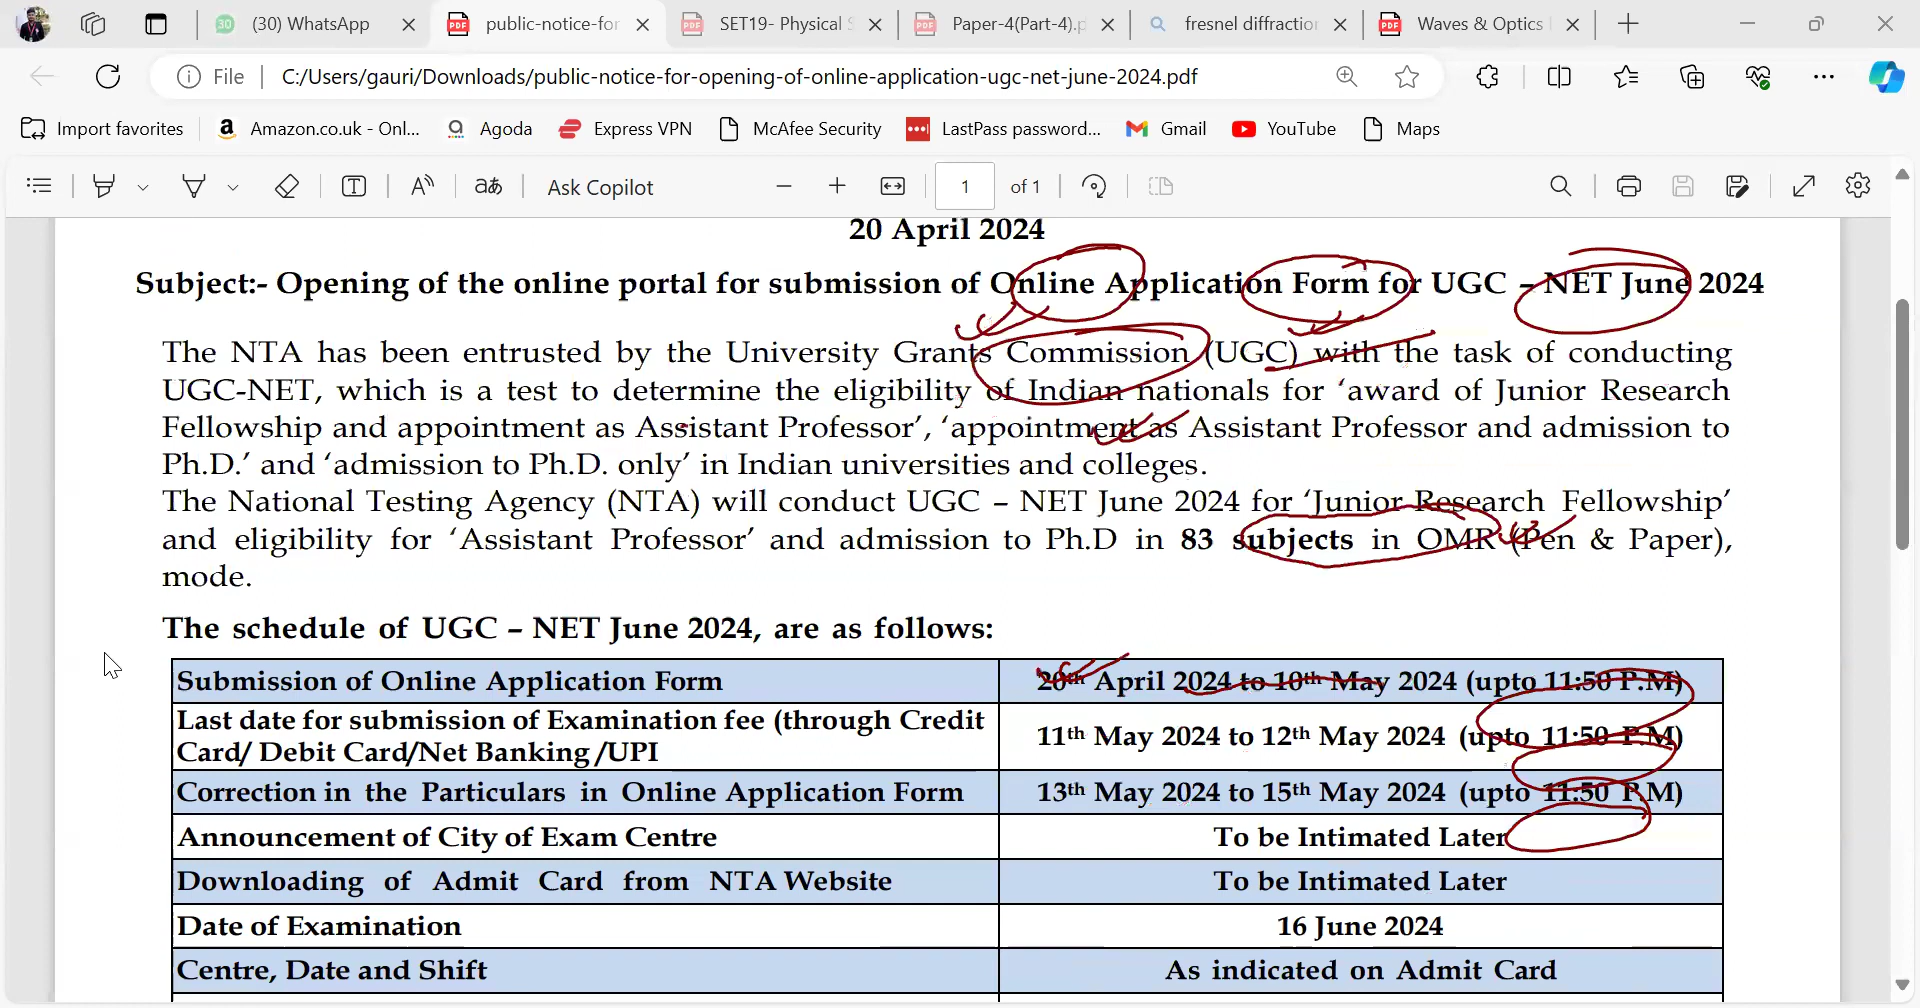 (30) WhatsApp
public-notice-for
SET19- Physical S
Paper-4(Part-4).p
fresnel diffraction
Waves & Optics
File
C:/Users/gauri/Downloads/public-notice-for-opening-of-online-application-ugc-net-june-2024.pdf
Import favorites
Amazon.co.uk - Onl...
Agoda
Express VPN
McAfee Security
LastPass password...
Gmail
YouTube
Maps
Ask Copilot
1 of 1
20 April 2024
Subject:- Opening of the online portal for submission of Online Application Form for UGC – NET June 2024
The NTA has been entrusted by the University Grants Commission (UGC) with the task of conducting
UGC-NET, which is a test to determine the eligibility of Indian nationals for ‘award of Junior Research
Fellowship and appointment as Assistant Professor’, ‘appointment as Assistant Professor and admission to
Ph.D.’ and ‘admission to Ph.D. only’ in Indian universities and colleges.
The National Testing Agency (NTA) will conduct UGC – NET June 2024 for ‘Junior Research Fellowship’
and eligibility for ‘Assistant Professor’ and admission to Ph.D in 83 subjects in OMR (Pen & Paper),
mode.
The schedule of UGC – NET June 2024, are as follows:
Submission of Online Application Form
20th April 2024 to 10th May 2024 (upto 11:50 P.M)
Last date for submission of Examination fee (through Credit
Card/ Debit Card/Net Banking /UPI
11th May 2024 to 12th May 2024 (upto 11:50 P.M)
Correction in the Particulars in Online Application Form
13th May 2024 to 15th May 2024 (upto 11:50 P.M)
Announcement of City of Exam Centre
To be Intimated Later
Downloading of Admit Card from NTA Website
To be Intimated Later
Date of Examination
16 June 2024
Centre, Date and Shift
As indicated on Admit Card